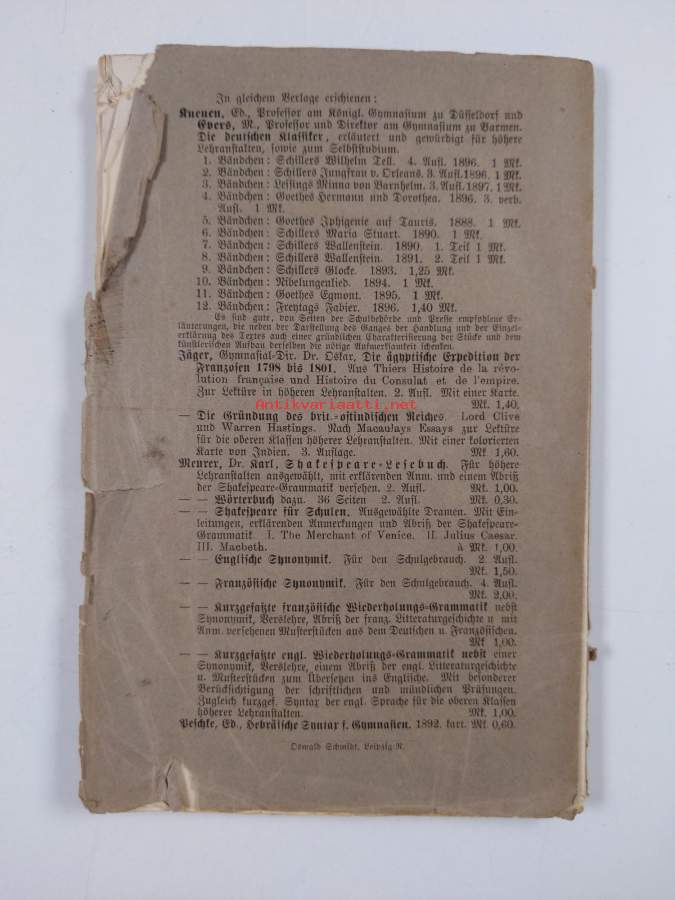 In gleichem Verlage erschienen:
Kuenen, Ed., Professor am Königl. Gymnasium zu Düsseldorf und
Evers, M., Professor und Direktor am Gymnasium zu Barmen.
Die deutschen Klassiker, erläutert und gewürdigt für höhere
Lehranstalten, sowie zum Selbststudium.
1. Bändchen: Schillers Wilhelm Tell. 4. Aufl. 1896. 1 Mk.
2. Bändchen: Schillers Jungfrau v. Orleans. 3. Aufl. 1896. 1 Mk.
3. Bändchen: Lessings Minna von Barnhelm. 3. Aufl. 1897. 1 Mk.
4. Bändchen: Goethes Hermann und Dorothea. 1896. 3. verb.
Aufl. 1 Mk.
5. Bändchen: Goethes Iphigenie auf Tauris. 1888. 1 Mk.
6. Bändchen: Schillers Maria Stuart. 1890. 1 Mk.
7. Bändchen: Schillers Wallenstein. 1890. 1. Teil 1 Mk.
8. Bändchen: Schillers Wallenstein. 1891. 2. Teil 1 Mk.
9. Bändchen: Schillers Glocke. 1893. 1,25 Mk.
10. Bändchen: Nibelungenlied. 1894. 1 Mk.
11. Bändchen: Goethes Egmont. 1895. 1 Mk.
12. Bändchen: Freytags Fabier. 1896. 1,40 Mk.
Es sind gute, von Seiten der Schulbehörde und Presse empfohlene Er-
läuterungen, die neben der Darstellung des Ganges der Handlung und der Einzel-
erklärung des Textes auch einer gründlichen Charakterisierung der Stücke und dem
künstlerischen Aufbau derselben die nötige Aufmerksamkeit schenken.
Jäger, Gymnasial-Dir. Dr. Oskar, Die ägyptische Expedition der
Franzosen 1798 bis 1801. Aus Thiers Histoire de la révo-
lution française und Histoire du Consulat et de l'empire.
Zur Lektüre in höheren Lehranstalten. 2. Aufl. Mit einer Karte.
Mk. 1,40.
Antikvariaatti.net
— Die Gründung des brit.-ostindischen Reiches. Lord Clive
und Warren Hastings. Nach Macaulays Essays zur Lektüre
für die oberen Klassen höherer Lehranstalten. Mit einer kolorierten
Karte von Indien. 3. Auflage. Mk. 1,60.
Meurer, Dr. Karl, Shakespeare-Lesebuch. Für höhere
Lehranstalten ausgewählt, mit erklärenden Anm. und einem Abriß
der Shakespeare-Grammatik versehen. 2. Aufl. Mk. 1,00.
— — Wörterbuch dazu. 36 Seiten 2. Aufl. Mk. 0,30.
— — Shakespeare für Schulen. Ausgewählte Dramen. Mit Ein-
leitungen, erklärenden Anmerkungen und Abriß der Shakespeare-
Grammatik. I. The Merchant of Venice. II. Julius Caesar.
III. Macbeth. à Mk. 1,00.
— — Englische Synonymik. Für den Schulgebrauch. 2. Aufl.
Mk. 1,50.
— — Französische Synonymik. Für den Schulgebrauch. 4. Aufl.
Mk. 2,00.
— — Kurzgefaßte französische Wiederholungs-Grammatik nebst
Synonymik, Verslehre, Abriß der franz. Litteraturgeschichte u mit
Anm. versehenen Musterstücken aus dem Deutschen u. Französischen.
Mk. 1,00.
— — Kurzgefaßte engl. Wiederholungs-Grammatik nebst einer
Synonymik, Verslehre, einem Abriß der engl. Litteraturgeschichte
u. Musterstücken zum Übersetzen ins Englische. Mit besonderer
Berücksichtigung der schriftlichen und mündlichen Prüfungen.
Zugleich kurzgef. Syntax der engl. Sprache für die oberen Klassen
höherer Lehranstalten. Mk. 1,00.
Peschke, Ed., Hebräische Syntax f. Gymnasien. 1892. kart. Mk. 0,60.
Oswald Schmidt, Leipzig R.